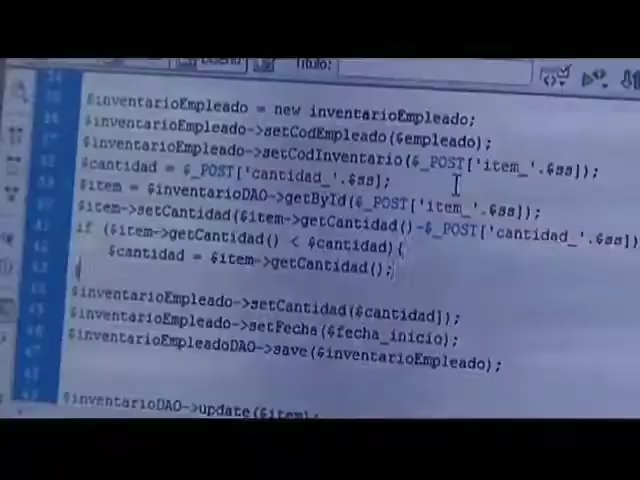 Diseño
Título:
$inventarioEmpleado = new inventarioEmpleado;
$inventarioEmpleado->setCodEmpleado($empleado);
$inventarioEmpleado->setCodInventario($_POST['item_'.$ss]);
$cantidad = $_POST['cantidad_'.$ss];
$item = $inventarioDAO->getById($_POST['item_'.$ss]);
$item->setCantidad($item->getCantidad()-$_POST['cantidad_'.$ss])
if ($item->getCantidad() < $cantidad){
$cantidad = $item->getCantidad();
}
$inventarioEmpleado->setCantidad($cantidad]);
$inventarioEmpleado->setFecha($fecha_inicio);
$inventarioEmpleadoDAO->save($inventarioEmpleado);
$inventarioDAO->update($item);